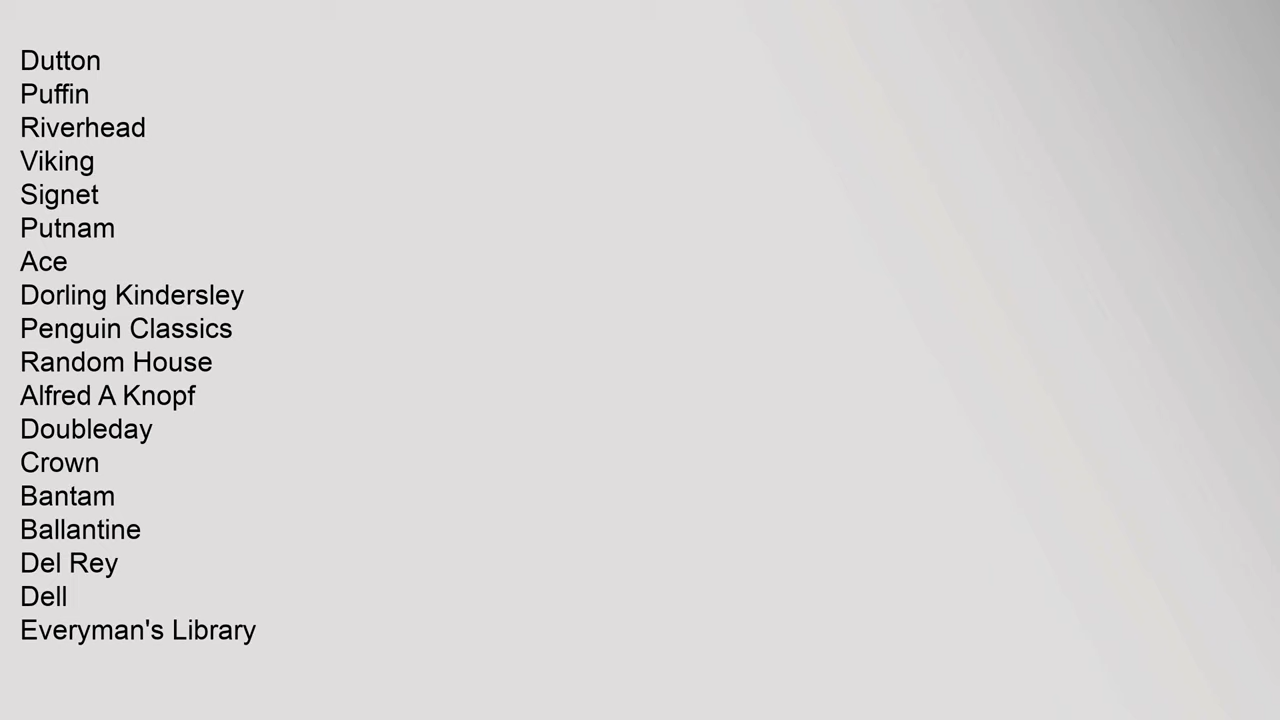 Dutton
Puffin
Riverhead
Viking
Signet
Putnam
Ace
Dorling Kindersley
Penguin Classics
Random House
Alfred A Knopf
Doubleday
Crown
Bantam
Ballantine
Del Rey
Dell
Everyman's Library